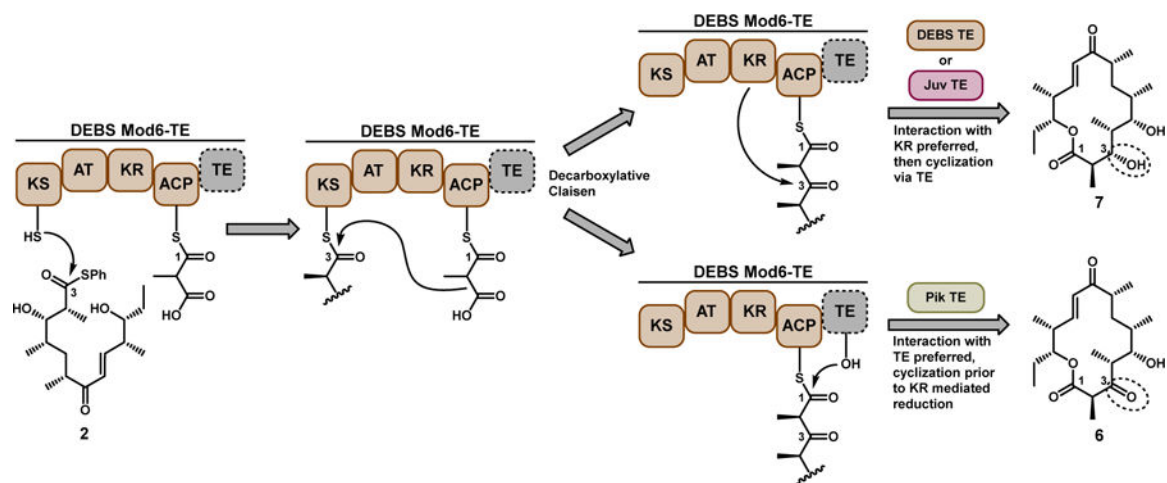 DEBS Mod6-TE
KS
AT
KR
ACP
TE
HS
S
1
O
O
HO
O
SPh
3
HO
HO
O
2
DEBS Mod6-TE
KS
AT
KR
ACP
TE
S
3
O
S
1
O
O
HO
Decarboxylative
Claisen
DEBS Mod6-TE
KS
AT
KR
ACP
TE
S
1
O
O
3
DEBS TE
or
Juv TE
Interaction with
KR preferred,
then cyclization
via TE
O
OH
O
1
3
O
OH
7
DEBS Mod6-TE
KS
AT
KR
ACP
TE
OH
S
1
O
O
3
Pik TE
Interaction with
TE preferred,
cyclization prior
to KR mediated
reduction
O
OH
O
1
3
O
O
6